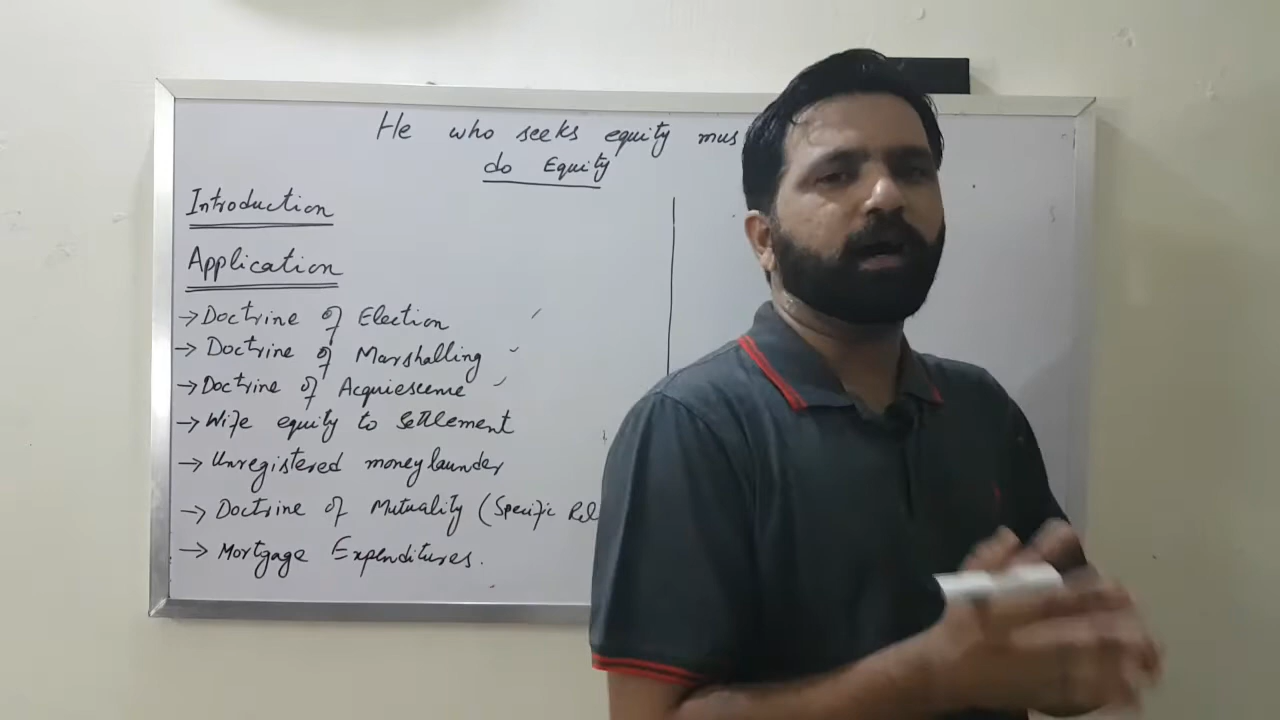 He who seeks equity mus
do Equity
Introduction
Application
→ Doctrine of Election
→ Doctrine of Marshalling
→ Doctrine of Acquiesceme
→ Wife equity to Settlement
→ Unregistered money launder
→ Doctrine of Mutuality (Specific Rel
→ Mortgage Expenditures.